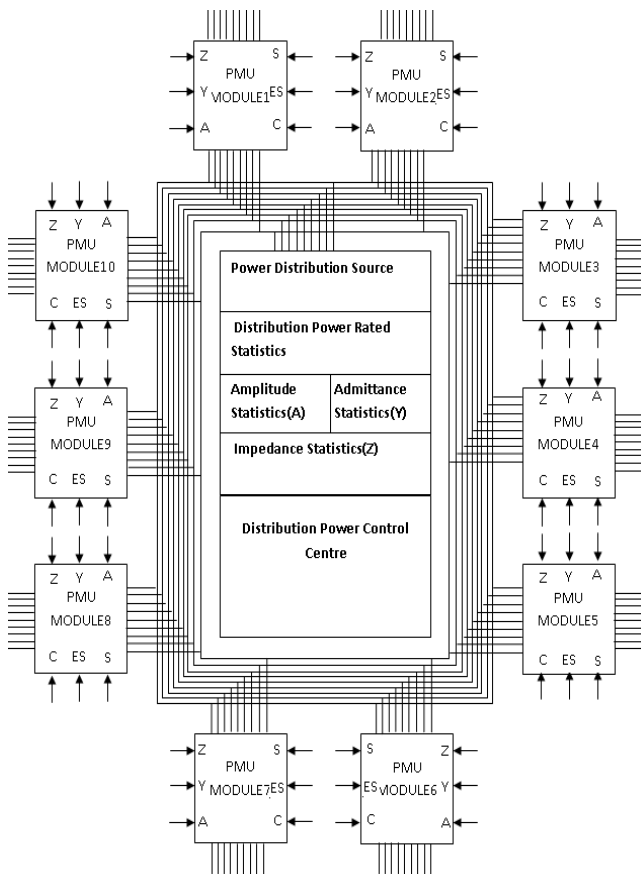 Z S
PMU
Y MODULE1 ES
A C
Z S
PMU
Y MODULE2 ES
A C
Z Y A
PMU
MODULE10
C ES S
Z Y A
PMU
MODULE3
C ES S
Power Distribution Source
Distribution Power Rated
Statistics
Amplitude
Statistics(A)
Admittance
Statistics(Y)
Impedance Statistics(Z)
Distribution Power Control
Centre
Z Y A
PMU
MODULE9
C ES S
Z Y A
PMU
MODULE4
C ES S
Z Y A
PMU
MODULE8
C ES S
Z Y A
PMU
MODULE5
C ES S
Z S
PMU
Y MODULE7 ES
A C
S Z
PMU
ES MODULE6 Y
C A